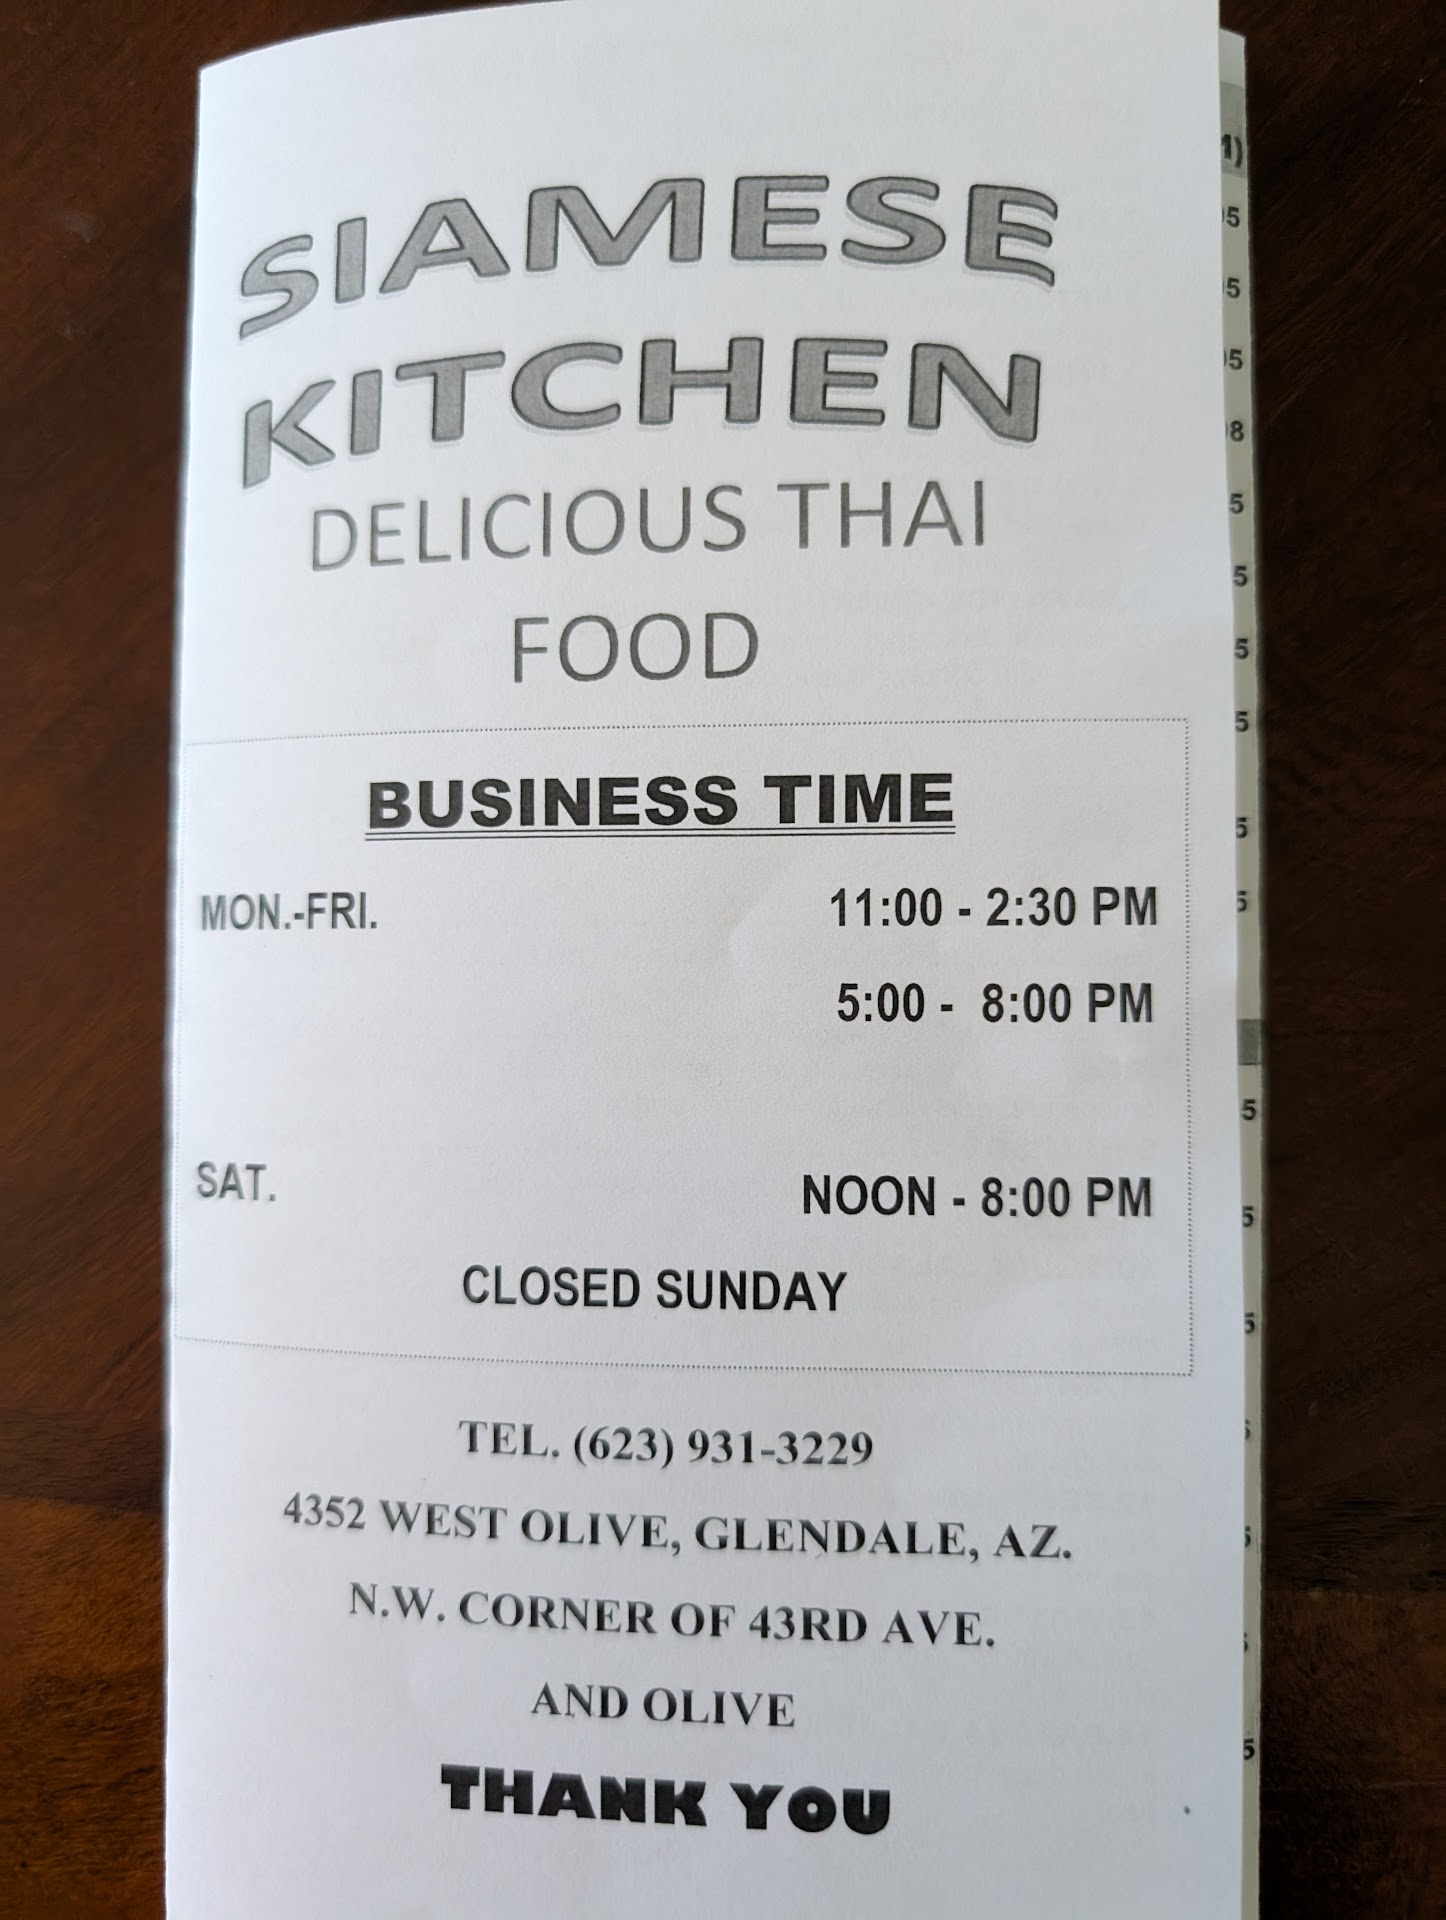 SIAMESE
KITCHEN
DELICIOUS THAI
FOOD
BUSINESS TIME
MON.-FRI. 11:00 - 2:30 PM
5:00 - 8:00 PM
SAT. NOON - 8:00 PM
CLOSED SUNDAY
TEL. (623) 931-3229
4352 WEST OLIVE, GLENDALE, AZ.
N.W. CORNER OF 43RD AVE.
AND OLIVE
THANK YOU